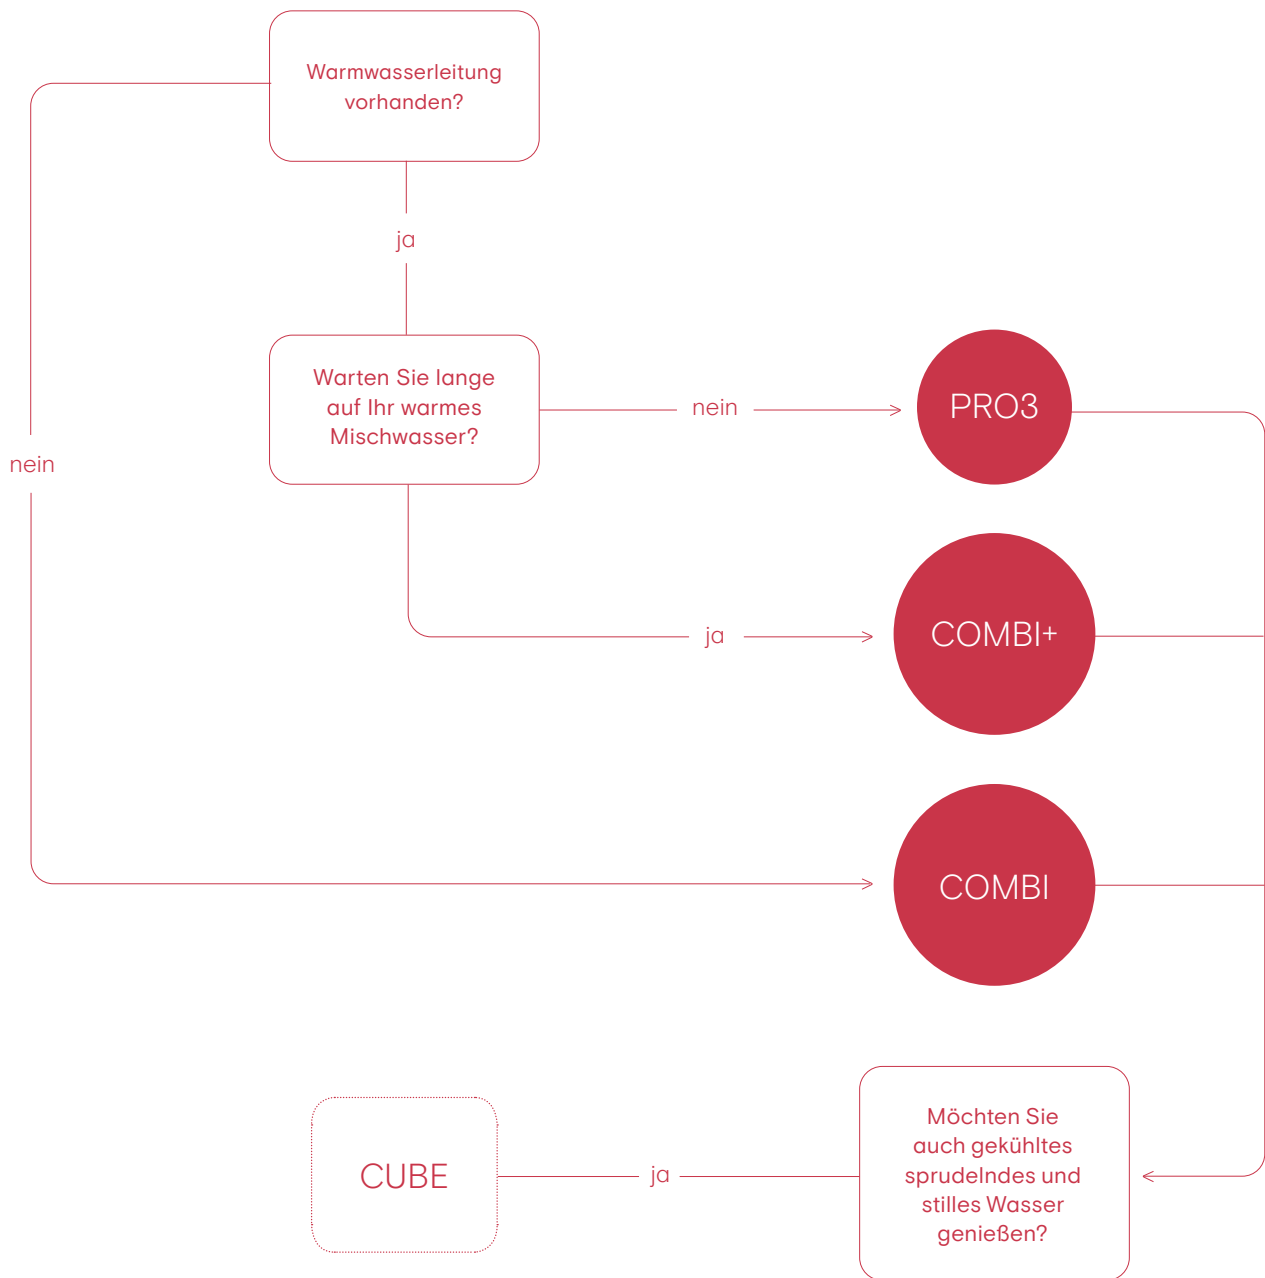 Warmwasserleitung
vorhanden?
ja
Warten Sie lange
auf Ihr warmes
Mischwasser?
nein
PRO3
nein
ja
COMBI+
COMBI
Möchten Sie
auch gekühltes
sprudelndes und
stilles Wasser
genießen?
ja
CUBE